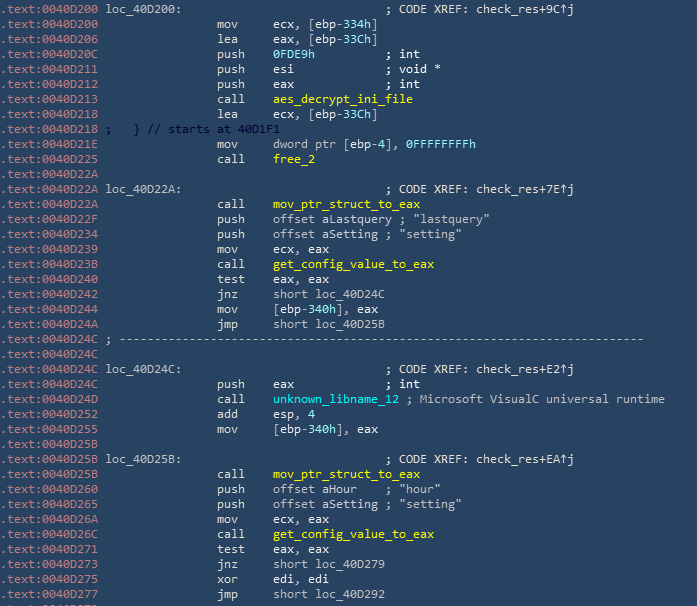 .text:0040D200 loc_40D200: ; CODE XREF: check_res+9C↑j
.text:0040D200 mov ecx, [ebp-334h]
.text:0040D206 lea eax, [ebp-33Ch]
.text:0040D20C push 0FDE9h ; int
.text:0040D211 push esi ; void *
.text:0040D212 push eax ; int
.text:0040D213 call aes_decrypt_ini_file
.text:0040D218 lea ecx, [ebp-33Ch]
.text:0040D218 ; } // starts at 40D1F1
.text:0040D21E mov dword ptr [ebp-4], 0FFFFFFFFh
.text:0040D225 call free_2
.text:0040D22A
.text:0040D22A loc_40D22A: ; CODE XREF: check_res+7E↑j
.text:0040D22A call mov_ptr_struct_to_eax
.text:0040D22F push offset aLastquery ; "lastquery"
.text:0040D234 push offset aSetting ; "setting"
.text:0040D239 mov ecx, eax
.text:0040D23B call get_config_value_to_eax
.text:0040D240 test eax, eax
.text:0040D242 jnz short loc_40D24C
.text:0040D244 mov [ebp-340h], eax
.text:0040D24A jmp short loc_40D25B
.text:0040D24C ; ---------------------------------------------------------------------------
.text:0040D24C
.text:0040D24C loc_40D24C: ; CODE XREF: check_res+E2↑j
.text:0040D24C push eax ; int
.text:0040D24D call unknown_libname_12 ; Microsoft VisualC universal runtime
.text:0040D252 add esp, 4
.text:0040D255 mov [ebp-340h], eax
.text:0040D25B
.text:0040D25B loc_40D25B: ; CODE XREF: check_res+EA↑j
.text:0040D25B call mov_ptr_struct_to_eax
.text:0040D260 push offset aHour ; "hour"
.text:0040D265 push offset aSetting ; "setting"
.text:0040D26A mov ecx, eax
.text:0040D26C call get_config_value_to_eax
.text:0040D271 test eax, eax
.text:0040D273 jnz short loc_40D279
.text:0040D275 xor edi, edi
.text:0040D277 jmp short loc_40D292